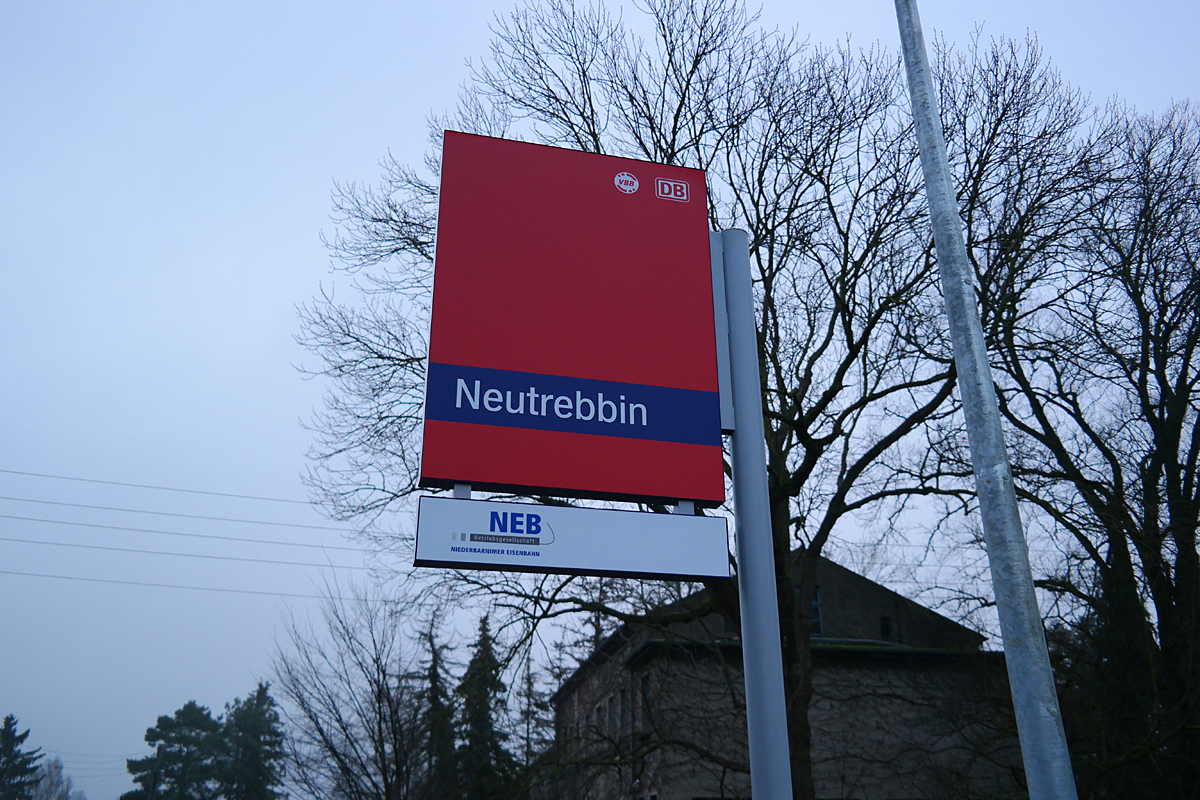 VBB DB
Neutrebbin
NEB
Betriebsgesellschaft
NIEDERBARNIMER EISENBAHN